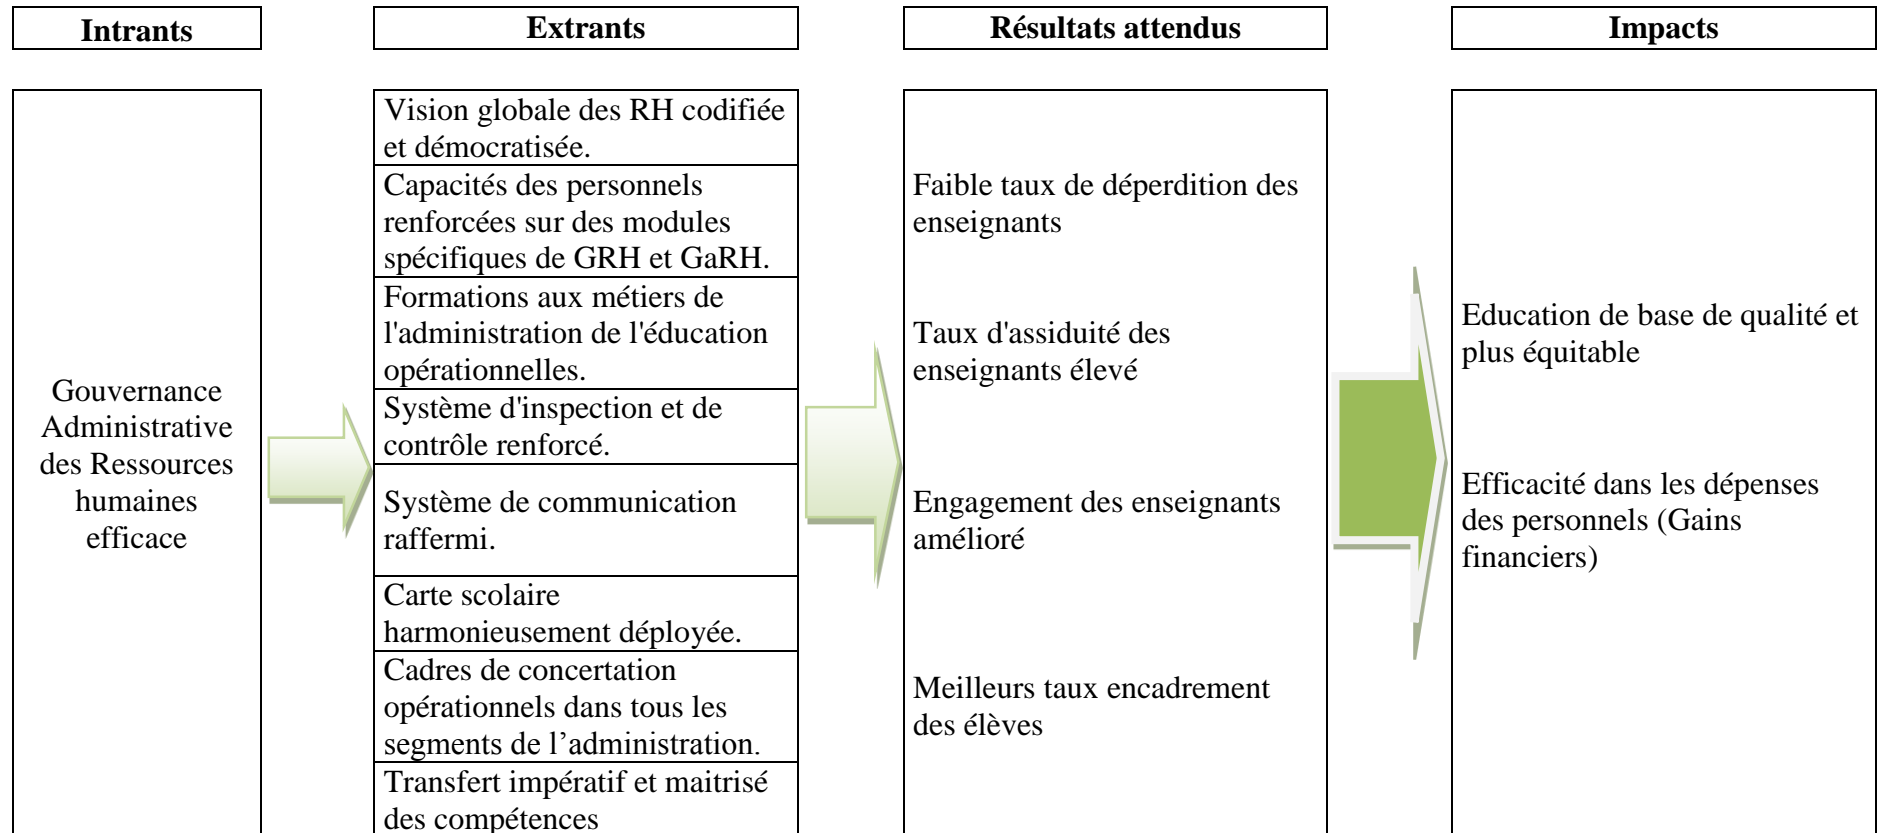 Intrants
Extrants
Résultats attendus
Impacts
Gouvernance
Administrative
des Ressources
humaines
efficace
Vision globale des RH codifiée
et démocratisée.
Capacités des personnels
renforcées sur des modules
spécifiques de GRH et GaRH.
Formations aux métiers de
l'administration de l'éducation
opérationnelles.
Système d'inspection et de
contrôle renforcé.
Système de communication
raffermi.
Carte scolaire
harmonieusement déployée.
Cadres de concertation
opérationnels dans tous les
segments de l’administration.
Transfert impératif et maitrisé
des compétences
Faible taux de déperdition des
enseignants
Taux d'assiduité des
enseignants élevé
Engagement des enseignants
amélioré
Meilleurs taux encadrement
des élèves
Education de base de qualité et
plus équitable
Efficacité dans les dépenses
des personnels (Gains
financiers)